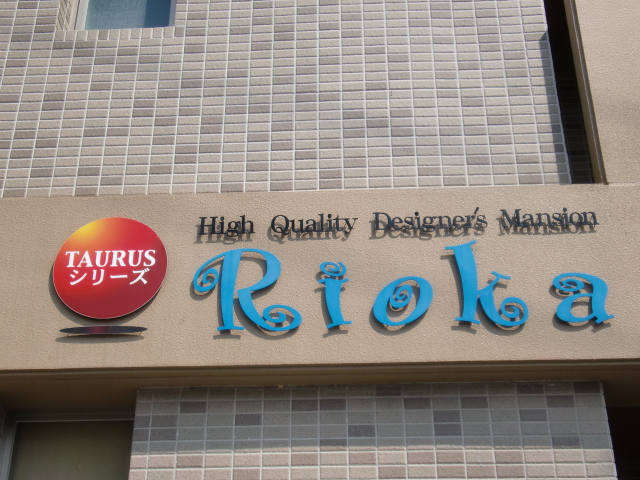 High Quality Designer's Mansion
TAURUS
シリーズ
Rioka